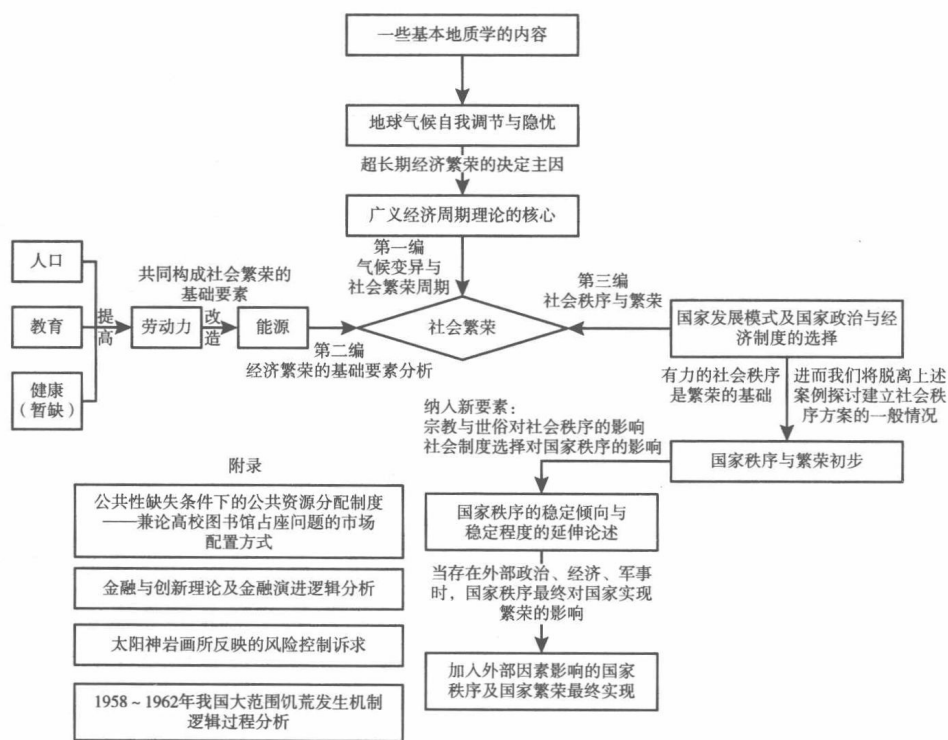 一些基本地质学的内容
地球气候自我调节与隐忧
超长期经济繁荣的决定主因
广义经济周期理论的核心
第一编
气候变异与
社会繁荣周期
人口
教育
健康
（暂缺）
提
高
共同构成社会繁荣的
基础要素
劳动力
改
造
能源
第二编
经济繁荣的基础要素分析
社会繁荣
第三编
社会秩序与繁荣
国家发展模式及国家政治与经
济制度的选择
有力的社会秩序
是繁荣的基础
进而我们将脱离上述
案例探讨建立社会秩
序方案的一般情况
国家秩序与繁荣初步
纳入新要素：
宗教与世俗对社会秩序的影响
社会制度选择对国家秩序的影响
国家秩序的稳定倾向与
稳定程度的延伸论述
当存在外部政治、经济、军事
时，国家秩序最终对国家实现
繁荣的影响
加入外部因素影响的国家
秩序及国家繁荣最终实现
附录
公共性缺失条件下的公共资源分配制度
——兼论高校图书馆占座问题的市场
配置方式
金融与创新理论及金融演进逻辑分析
太阳神岩画所反映的风险控制诉求
1958～1962年我国大范围饥荒发生机制
逻辑过程分析